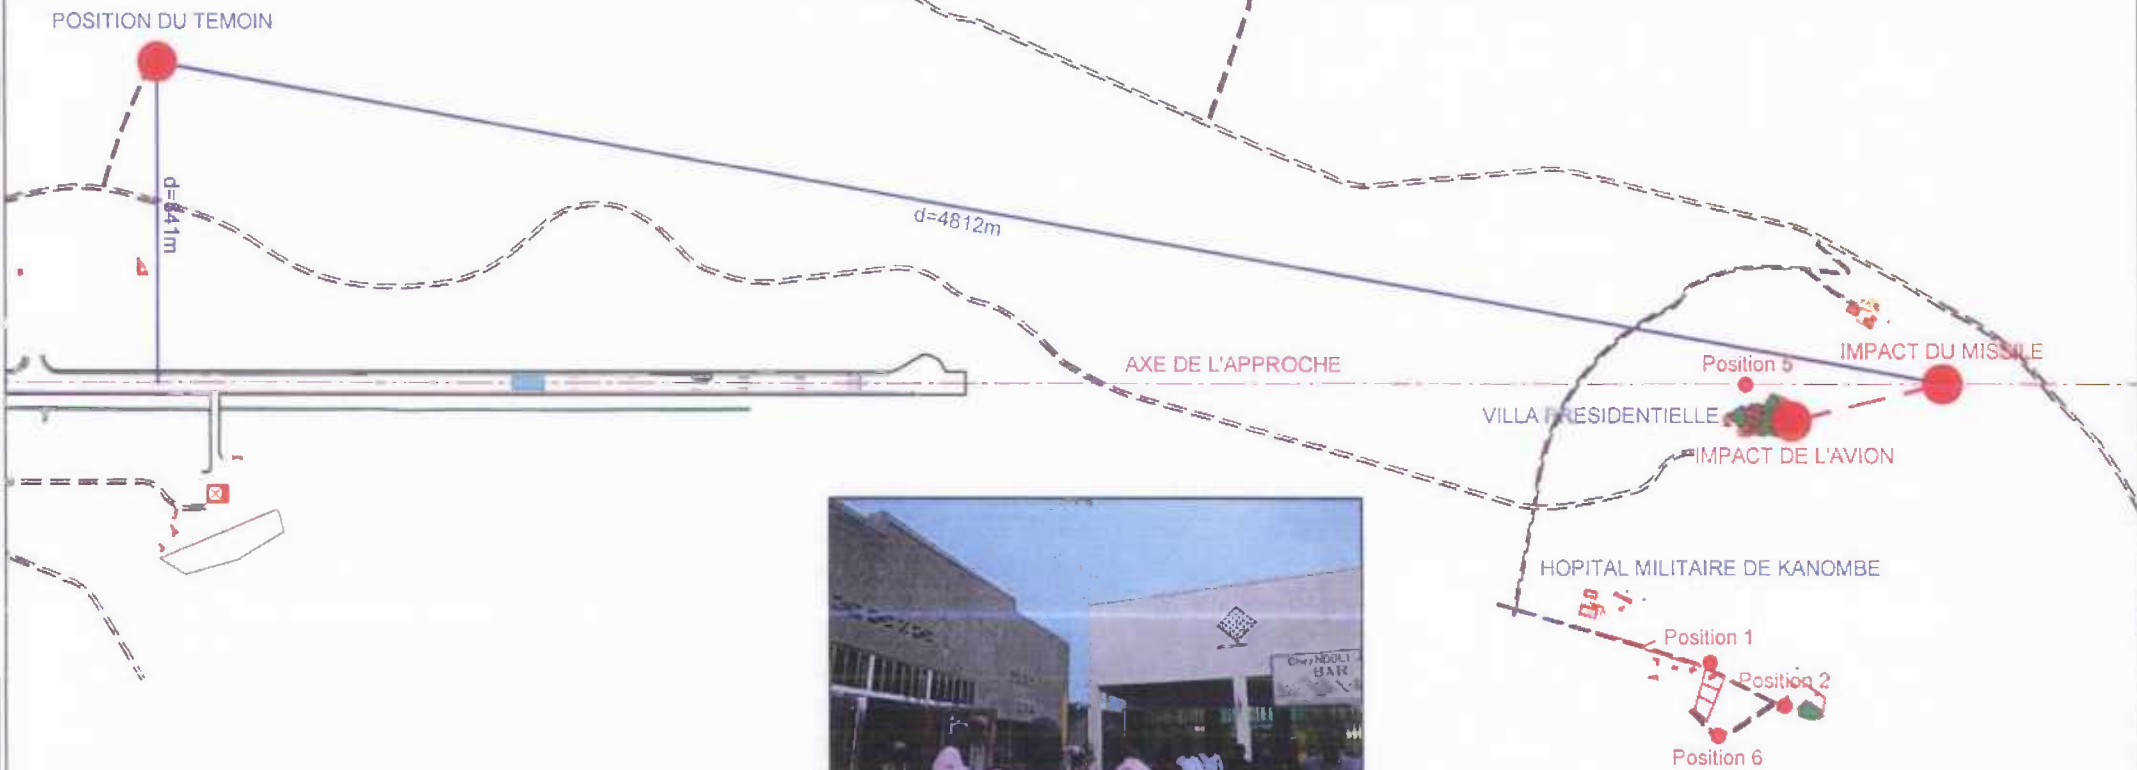 POSITION DU TEMOIN
d=841m
d=4812m
AXE DE L'APPROCHE
Position 5
IMPACT DU MISSILE
VILLA PRESIDENTIELLE
IMPACT DE L'AVION
HOPITAL MILITAIRE DE KANOMBE
Position 1
Position 2
Position 6
BAR